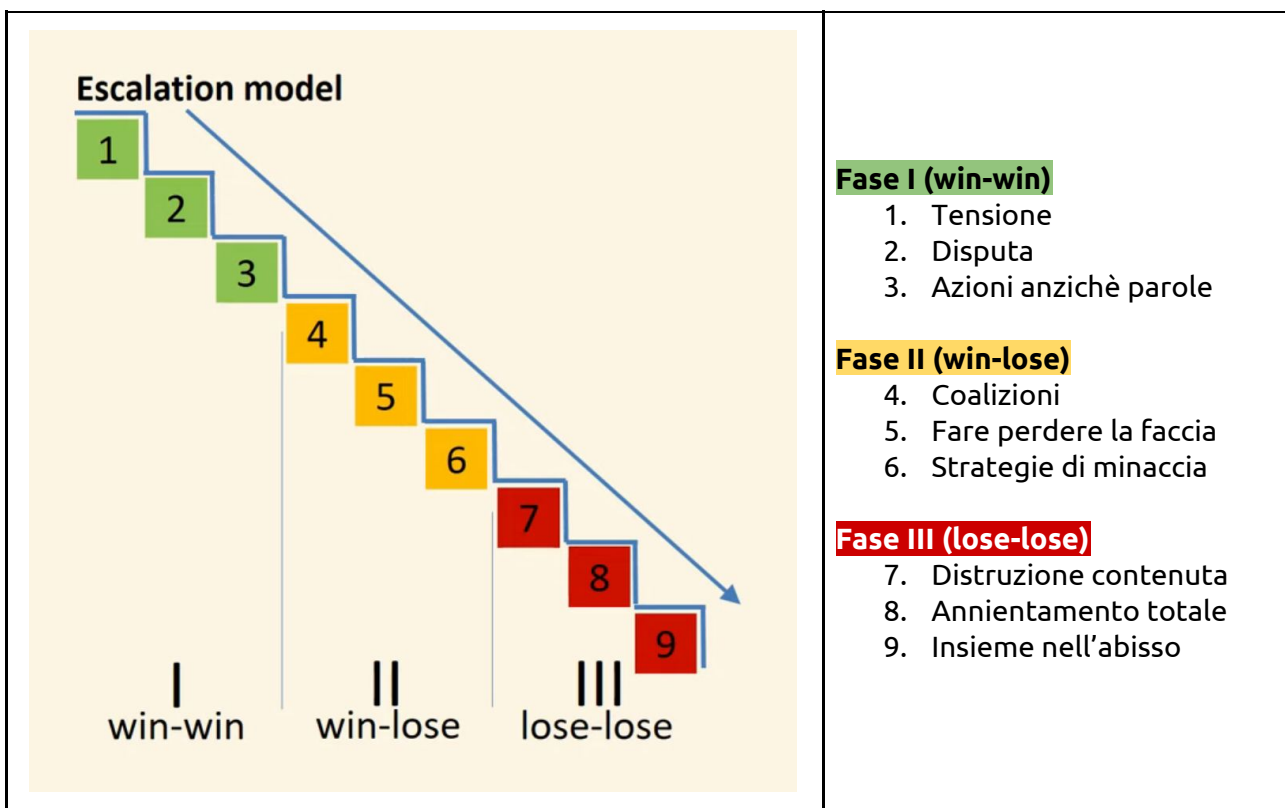 Escalation model
1
2
3
4
5
6
7
8
9
I
II
III
win-win
win-lose
lose-lose
Fase I (win-win)
1. Tensione
2. Disputa
3. Azioni anzichè parole
Fase II (win-lose)
4. Coalizioni
5. Fare perdere la faccia
6. Strategie di minaccia
Fase III (lose-lose)
7. Distruzione contenuta
8. Annientamento totale
9. Insieme nell’abisso